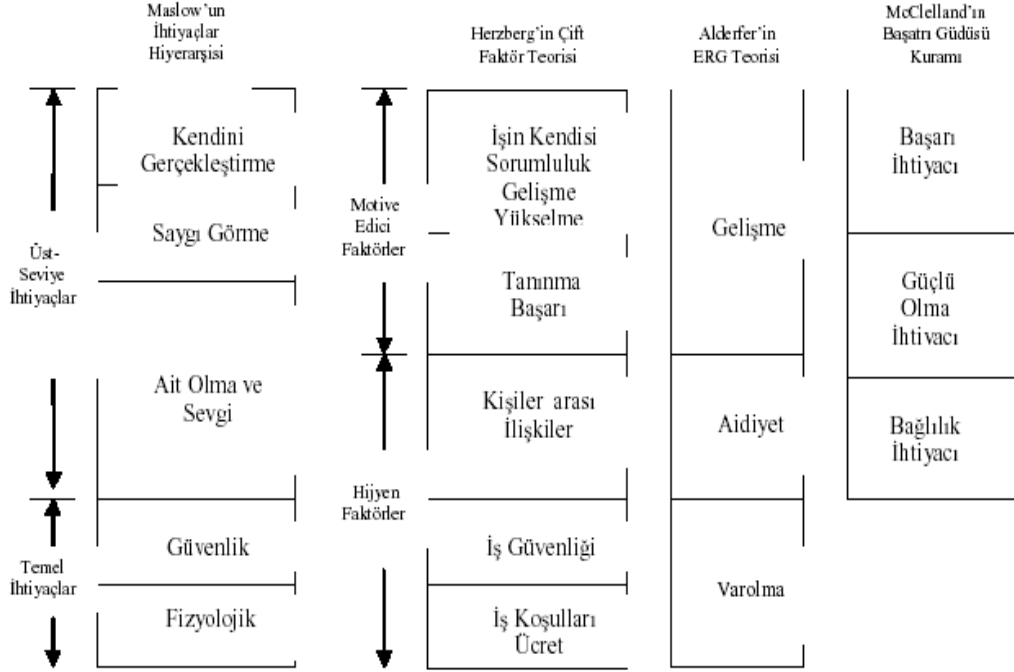 Maslow'un
İhtiyaçlar
Hiyerarşisi
Herzberg'in Çift
Faktör Teorisi
Alderfer'in
ERG Teorisi
McClelland'ın
Başatrı Güdüsü
Kuramı
Üst-
Seviye
İhtiyaçlar
Temel
İhtiyaçlar
Kendini
Gerçekleştirme
Saygı Görme
Ait Olma ve
Sevgi
Güvenlik
Fizyolojik
Motive
Edici
Faktörler
Hijyen
Faktörler
İşin Kendisi
Sorumluluk
Gelişme
Yükselme
Tanınma
Başarı
Kişiler arası
İlişkiler
İş Güvenliği
İş Koşulları
Ücret
Gelişme
Aidiyet
Varolma
Başarı
İhtiyacı
Güçlü
Olma
İhtiyacı
Bağlılık
İhtiyacı